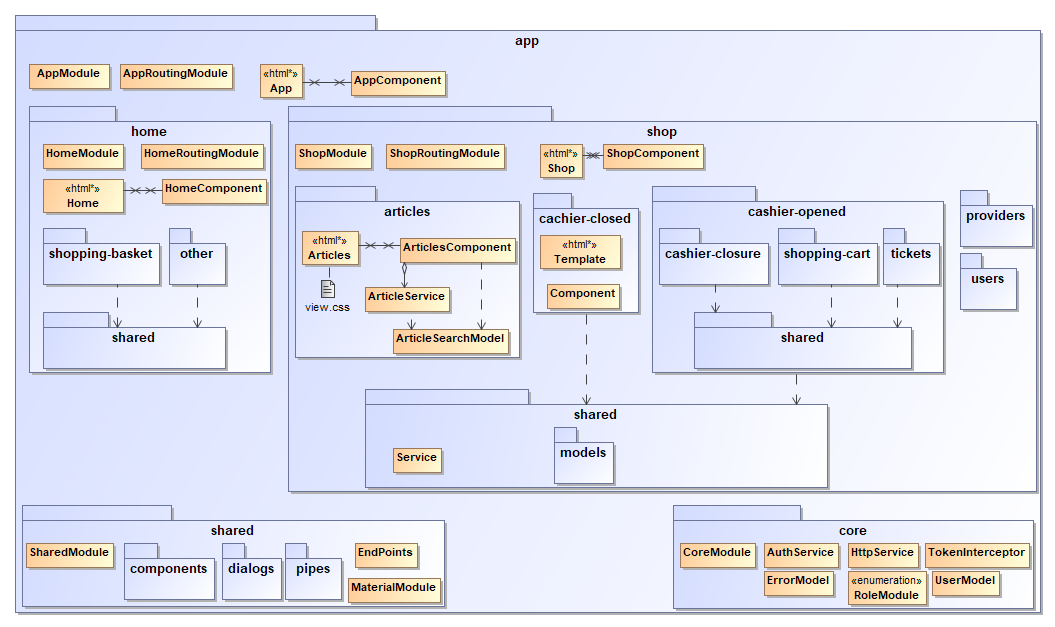 app
AppModule
AppRoutingModule
«html*»
App
AppComponent
home
HomeModule
HomeRoutingModule
«html*»
Home
HomeComponent
shopping-basket
other
shared
shop
ShopModule
ShopRoutingModule
«html*»
Shop
ShopComponent
articles
«html*»
Articles
ArticlesComponent
view.css
ArticleService
ArticleSearchModel
cachier-closed
«html*»
Template
Component
cashier-opened
cashier-closure
shopping-cart
tickets
shared
providers
users
shared
Service
models
shared
SharedModule
components
dialogs
pipes
EndPoints
MaterialModule
core
CoreModule
AuthService
HttpService
TokenInterceptor
ErrorModel
«enumeration»
RoleModule
UserModel